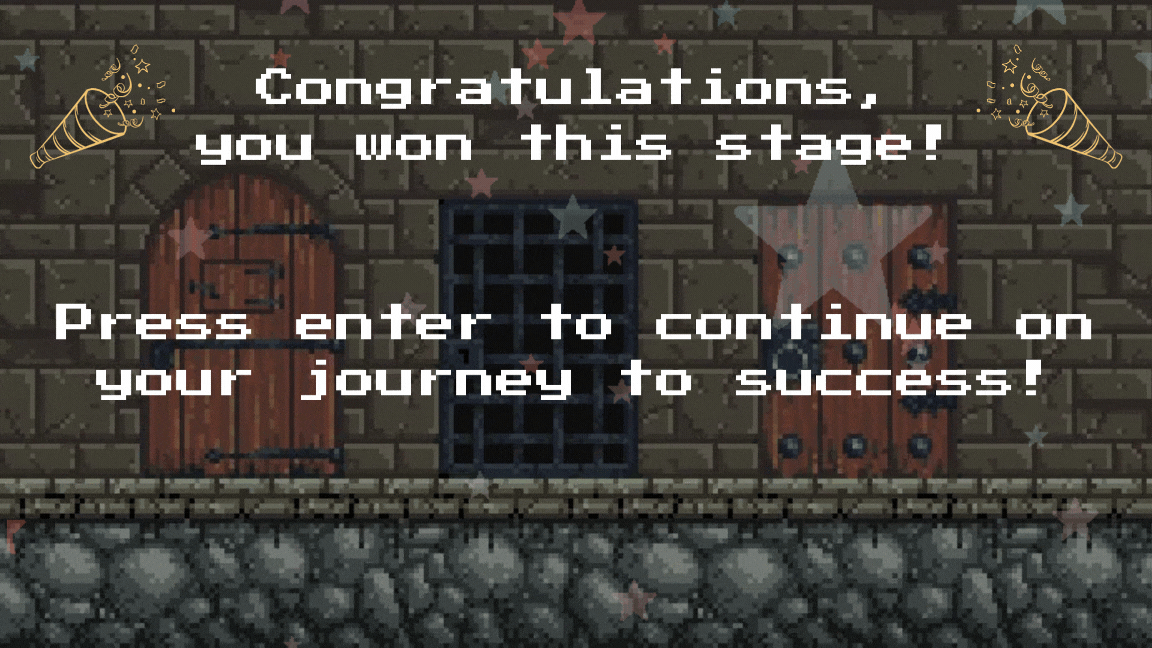 Congratulations,
you won this stage!
Press enter to continue on
your journey to success!